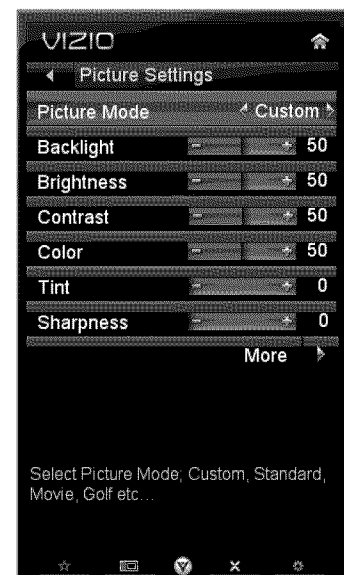 VIZIO
Picture Settings
Picture Mode Custom
Backlight - + 50
Brightness - + 50
Contrast - + 50
Color - + 50
Tint - + 0
Sharpness - + 0
More
Select Picture Mode; Custom, Standard,
Movie, Golf etc...